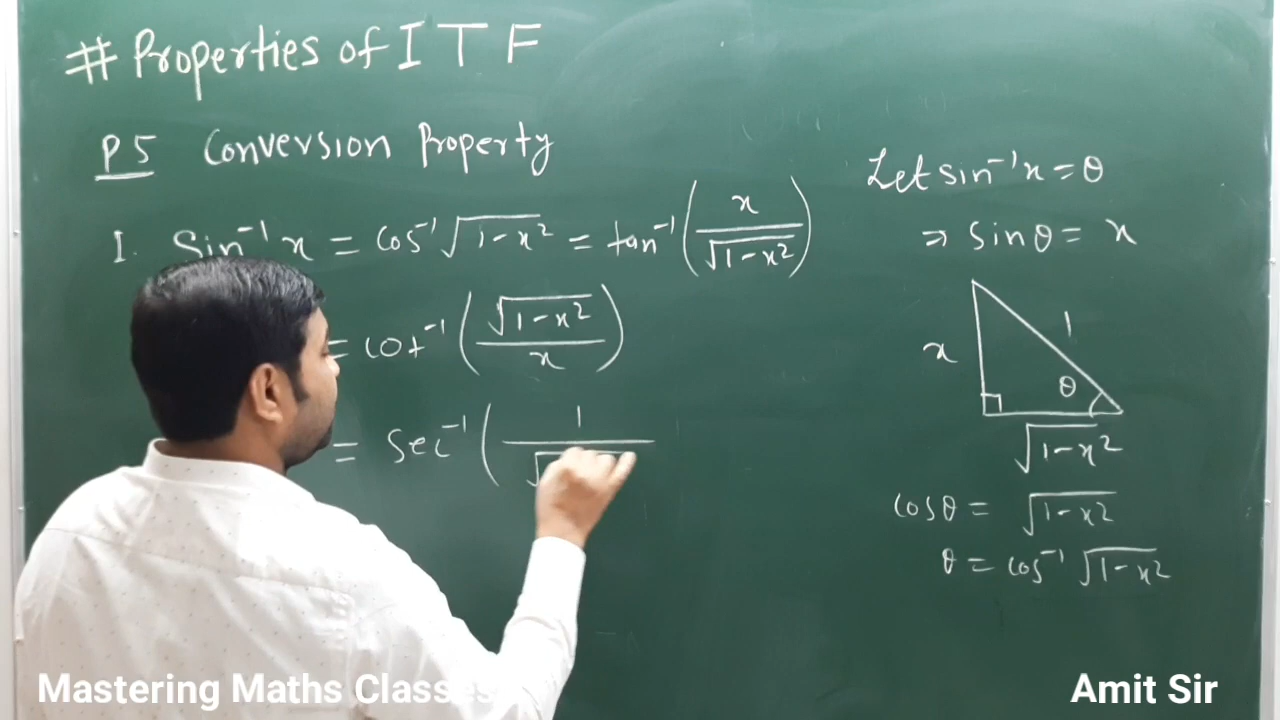 # Properties of I T F
P5 Conversion Property
I. Sin⁻¹ x = cos⁻¹ √(1-x²) = tan⁻¹ (x/√(1-x²))
= cot⁻¹ (√(1-x²)/x)
= Sec⁻¹ (1/√
Let sin⁻¹x = θ
⇒ sinθ = x
x
1
θ
√(1-x²)
cosθ = √(1-x²)
θ = cos⁻¹ √(1-x²)
Mastering Maths Classes
Amit Sir